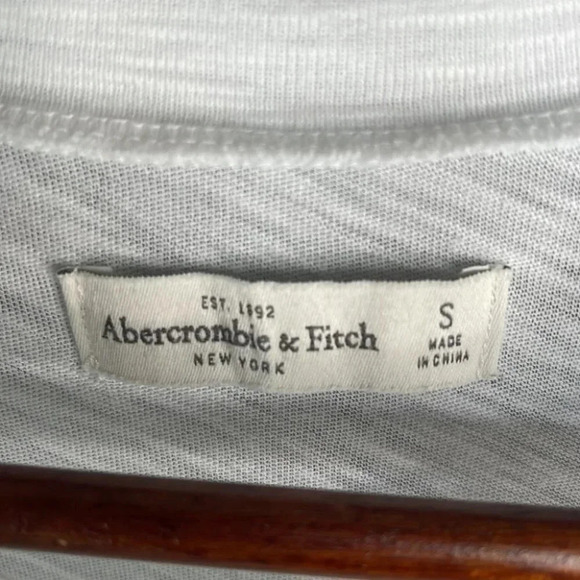 EST. 1892
Abercrombie & Fitch
NEW YORK
S
MADE
IN CHINA